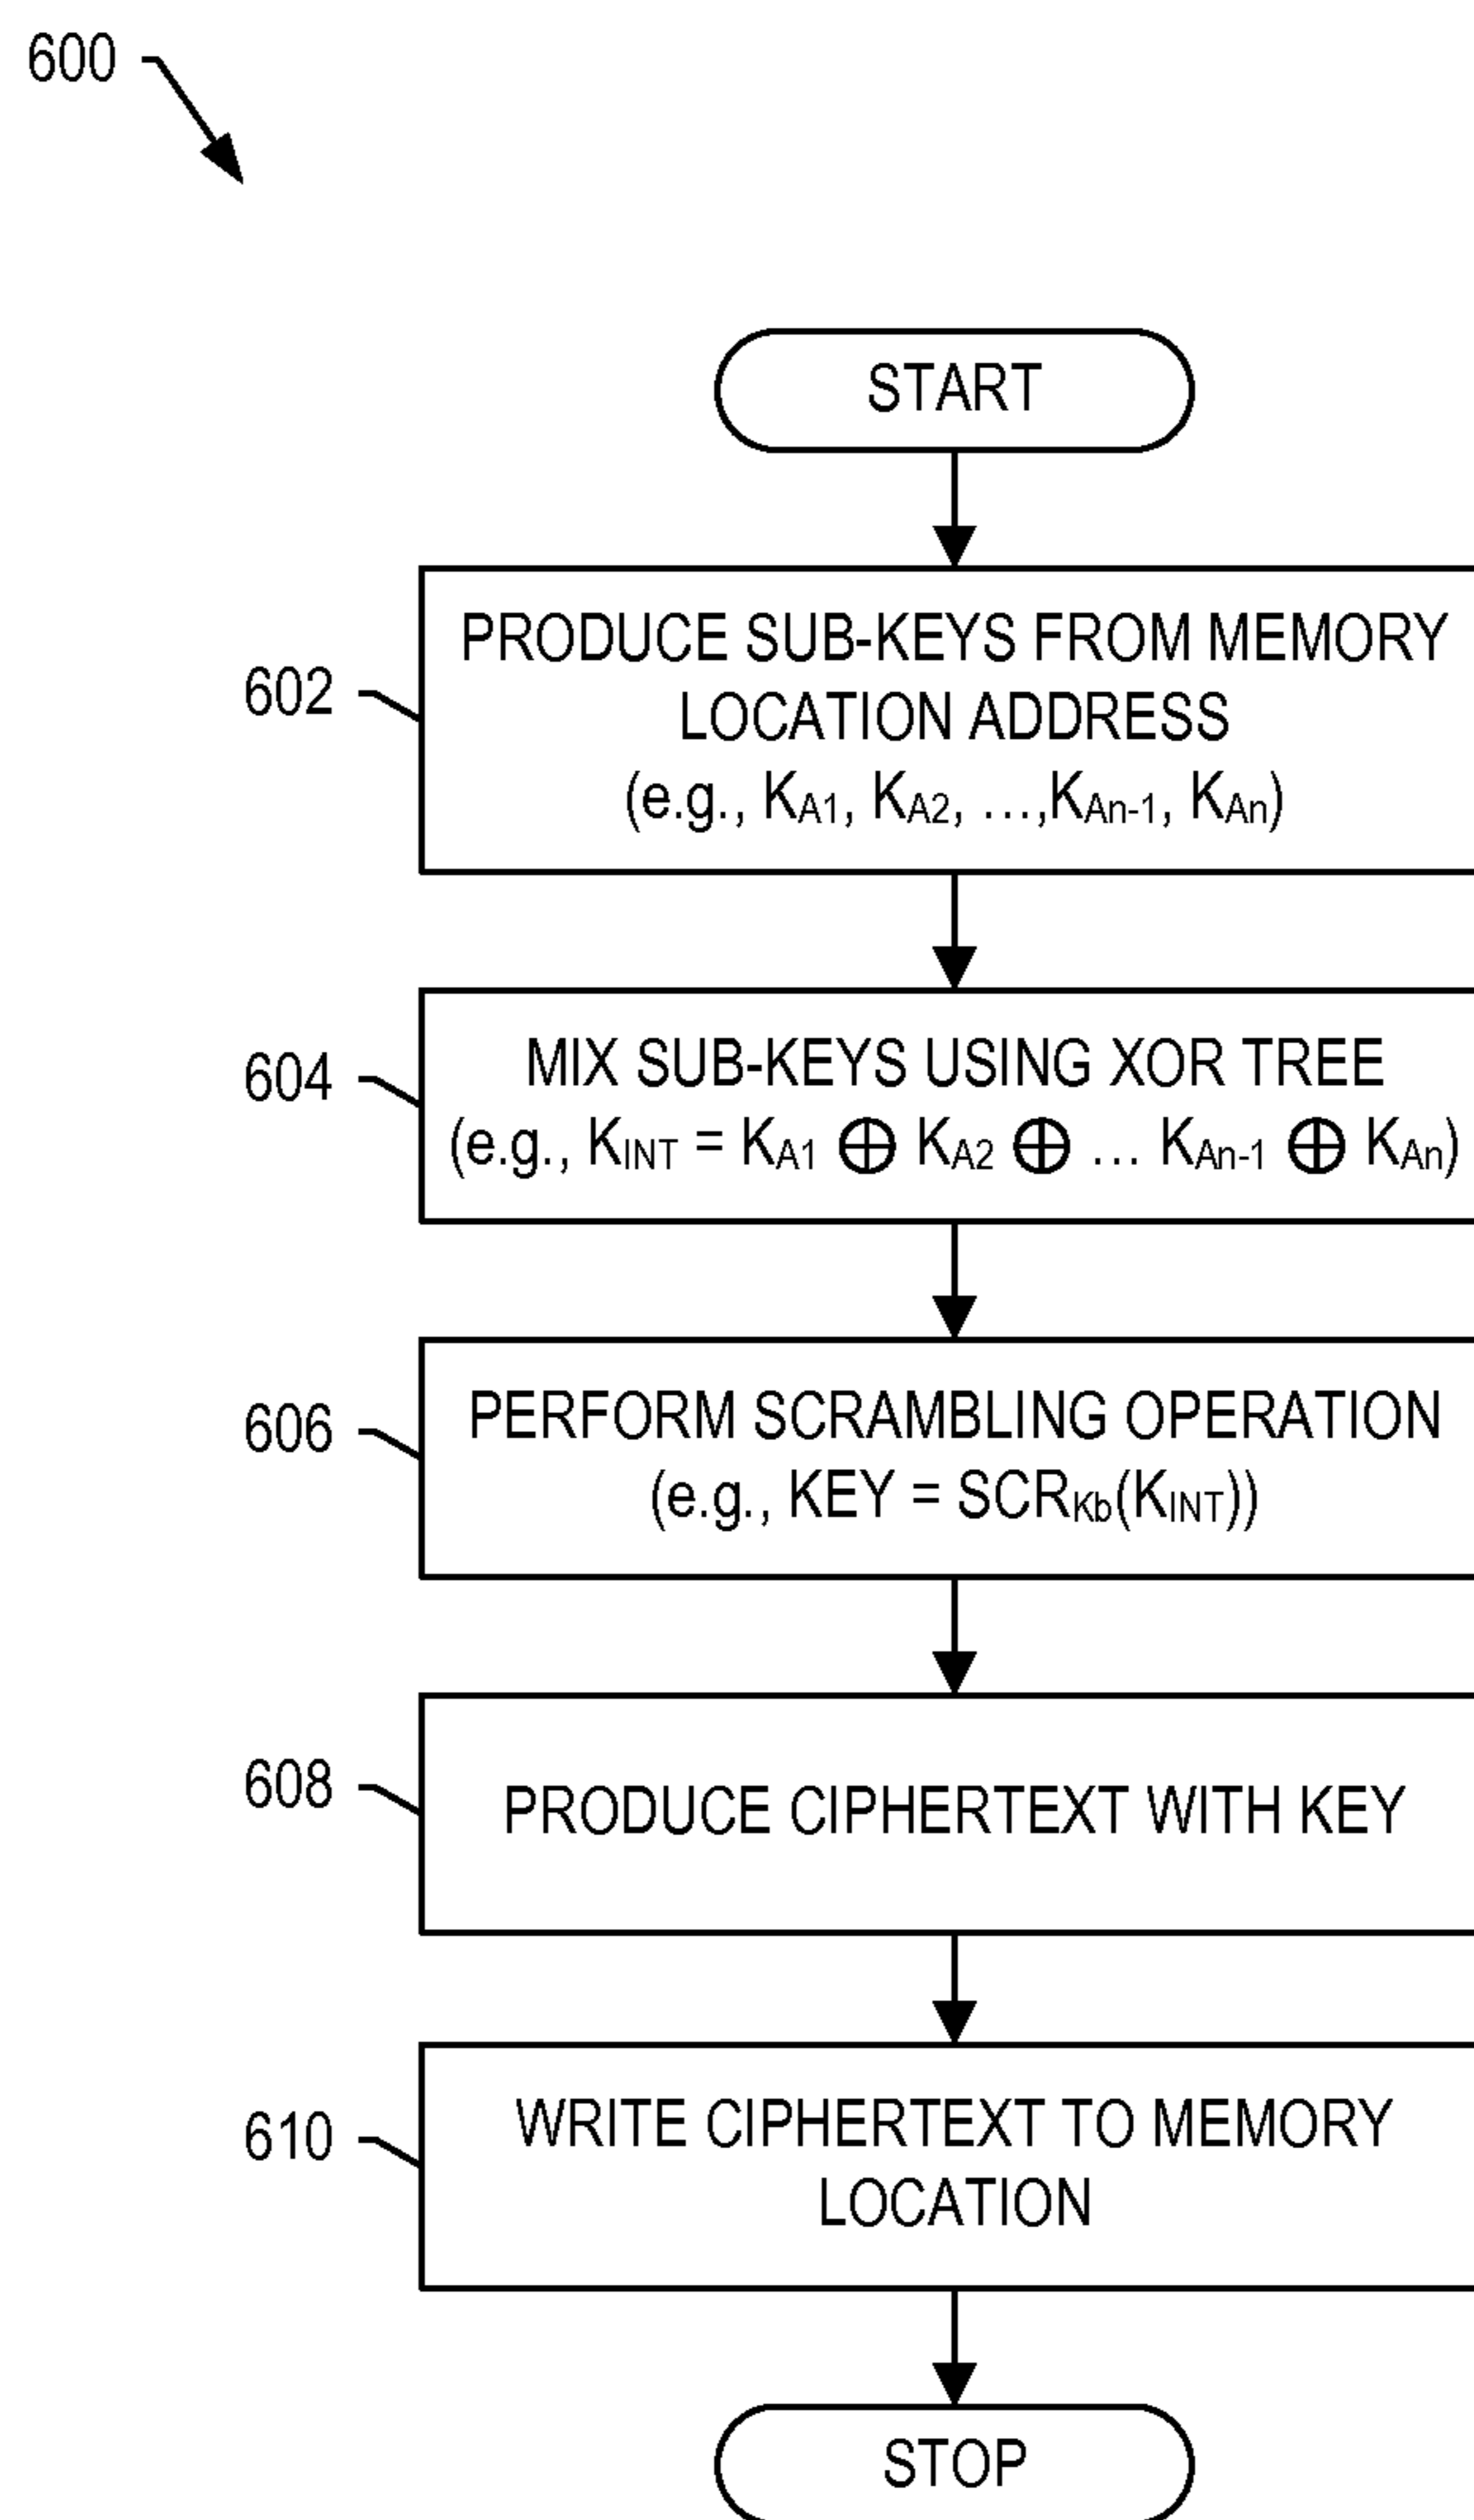 600
START
602
PRODUCE SUB-KEYS FROM MEMORY
LOCATION ADDRESS
(e.g., KA1, KA2, ...,KAn-1, KAn)
604
MIX SUB-KEYS USING XOR TREE
(e.g., KINT = KA1 ⊕ KA2 ⊕ ... KAn-1 ⊕ KAn)
606
PERFORM SCRAMBLING OPERATION
(e.g., KEY = SCRKb(KINT))
608
PRODUCE CIPHERTEXT WITH KEY
610
WRITE CIPHERTEXT TO MEMORY
LOCATION
STOP